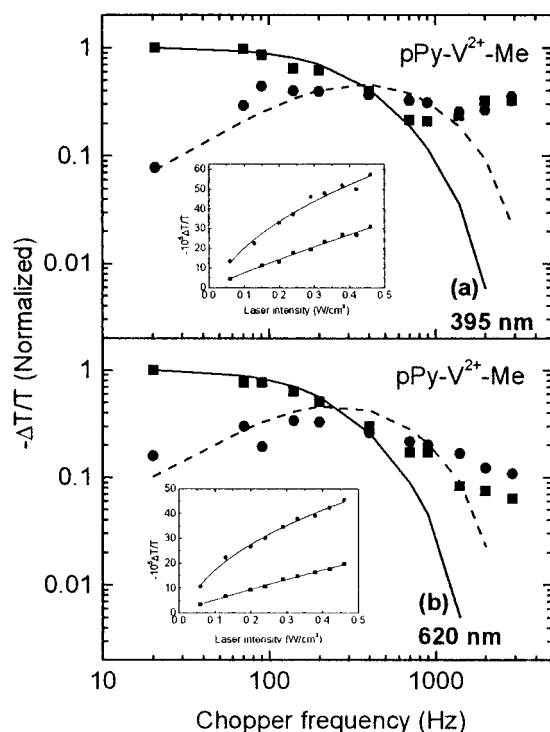 pPy-V²⁺-Me
1
0.1
0.01
60
50
40
30
20
10
0
-10⁵ΔT/T
0.0 0.1 0.2 0.3 0.4 0.5
Laser intensity (W/cm²)
(a)
395 nm
-ΔT/T (Normalized)
pPy-V²⁺-Me
1
0.1
0.01
50
40
30
20
10
0
0 0.1 0 2 0 3 0 4 0 5
Laser intensity (W/cm²)
(b)
620 nm
10 100 1000
Chopper frequency (Hz)